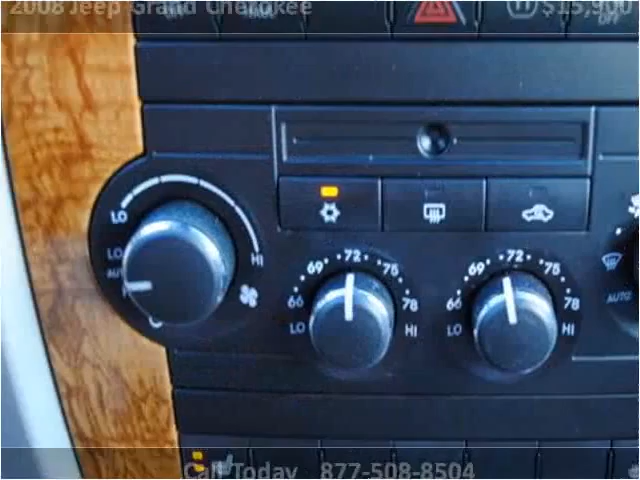 2008 Jeep Grand Cherokee $15,900
OFF
LO HI
LO
AUTO
69 72 75
66 78
LO HI
69 72 75
66 78
LO HI
AUTO
Call Today 877-508-8504